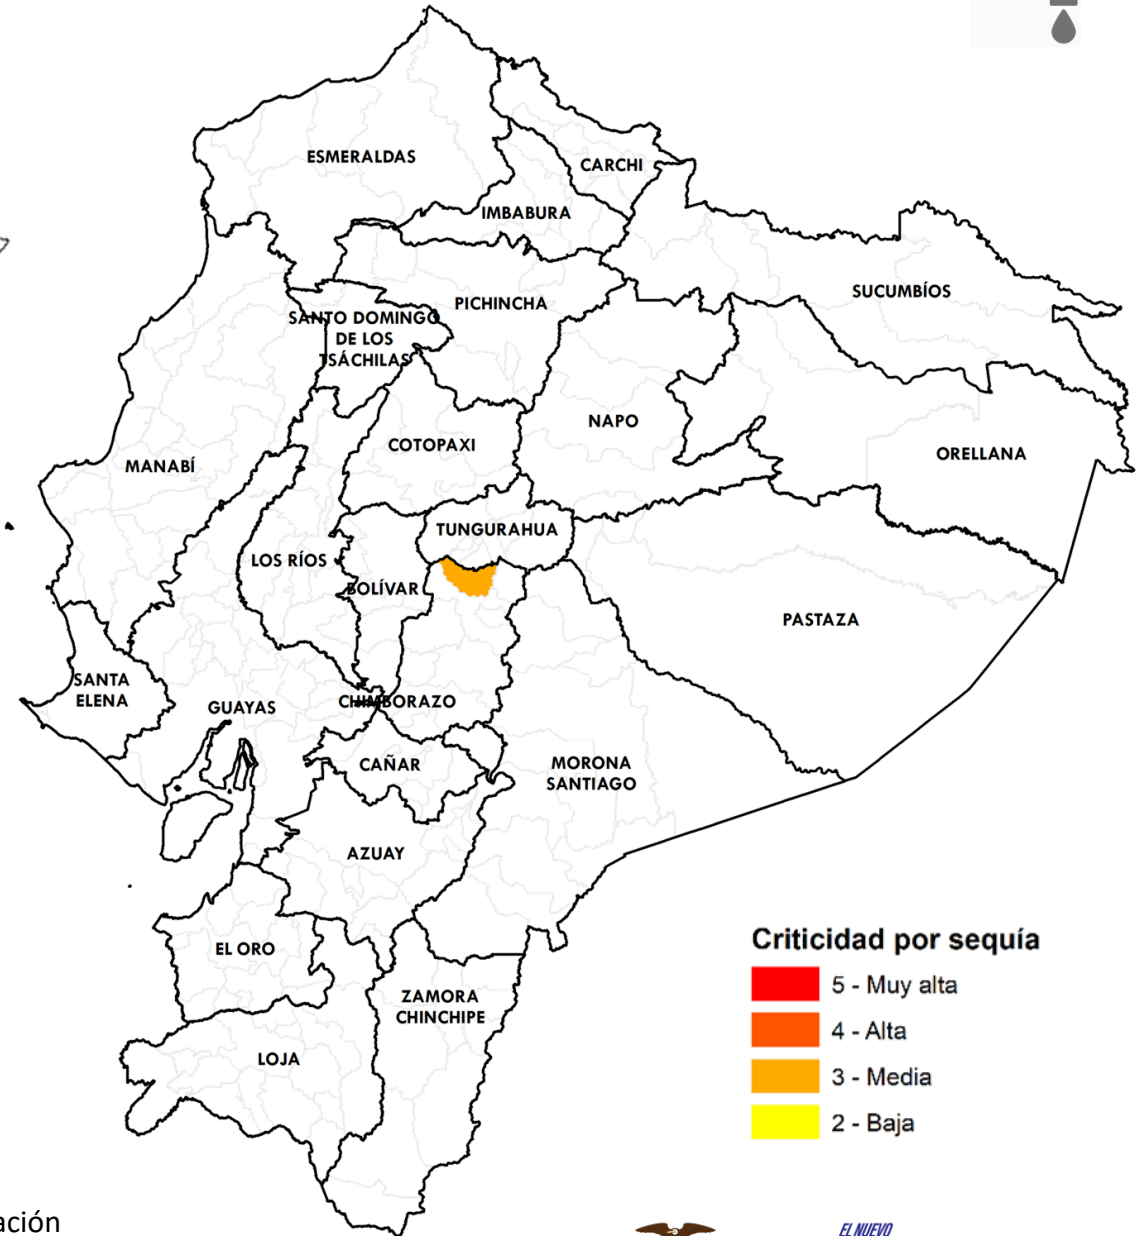 ESMERALDAS
CARCHI
IMBABURA
SUCUMBÍOS
PICHINCHA
SANTO DOMINGO
DE LOS
TSÁCHILAS
NAPO
COTOPAXI
ORELLANA
MANABÍ
TUNGURAHUA
LOS RÍOS
BOLÍVAR
PASTAZA
SANTA
ELENA
GUAYAS
CHIMBORAZO
CAÑAR
MORONA
SANTIAGO
AZUAY
EL ORO
ZAMORA
CHINCHIPE
LOJA
Criticidad por sequía
5 - Muy alta
4 - Alta
3 - Media
2 - Baja
ación
EL NUEVO